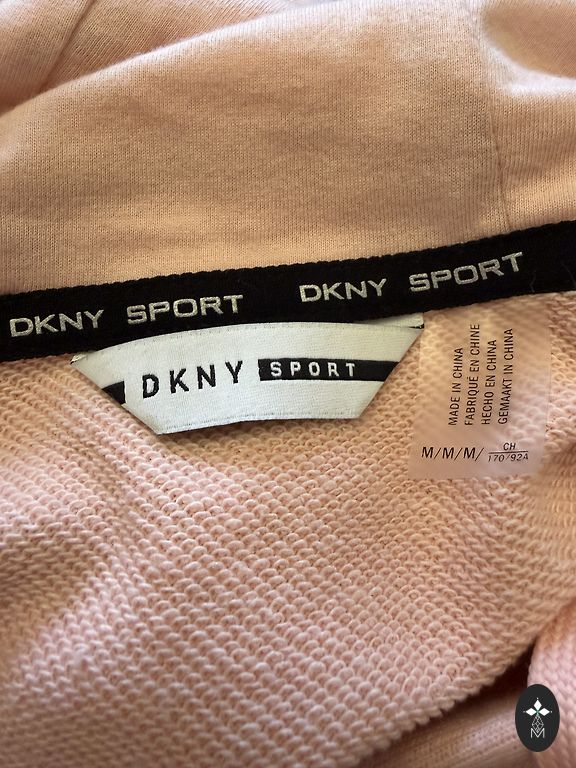 DKNY SPORT DKNY SPORT
DKNY SPORT
MADE IN CHINA
FABRIQUÉ EN CHINE
HECHO EN CHINA
GEMAAKT IN CHINA
M/M/M/ CH
170/92A
M